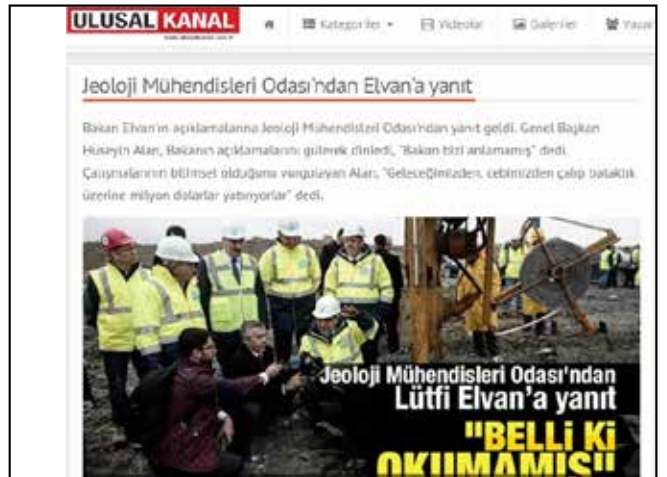 ULUSAL KANAL
Kategoriler Videolar Galeriler Yazar
Jeoloji Mühendisleri Odası'ndan Elvan'a yanıt
Bakan Elvan'ın açıklamalarına Jeoloji Mühendisleri Odası'ndan yanıt geldi. Genel Başkan
Hüseyin Alan, Bakanın açıklamalarını gülerek dinledi, "Bakan bizi anlamamış" dedi.
Çalışmalarının bilimsel olduğunu vurgulayan Alan, "Geleceğimizden, cebimizden çalıp bataklık
üzerine milyon dolarlar yatırıyorlar" dedi.
Jeoloji Mühendisleri Odası'ndan
Lütfi Elvan'a yanıt
"BELLİ Kİ
OKUMAMIŞ"